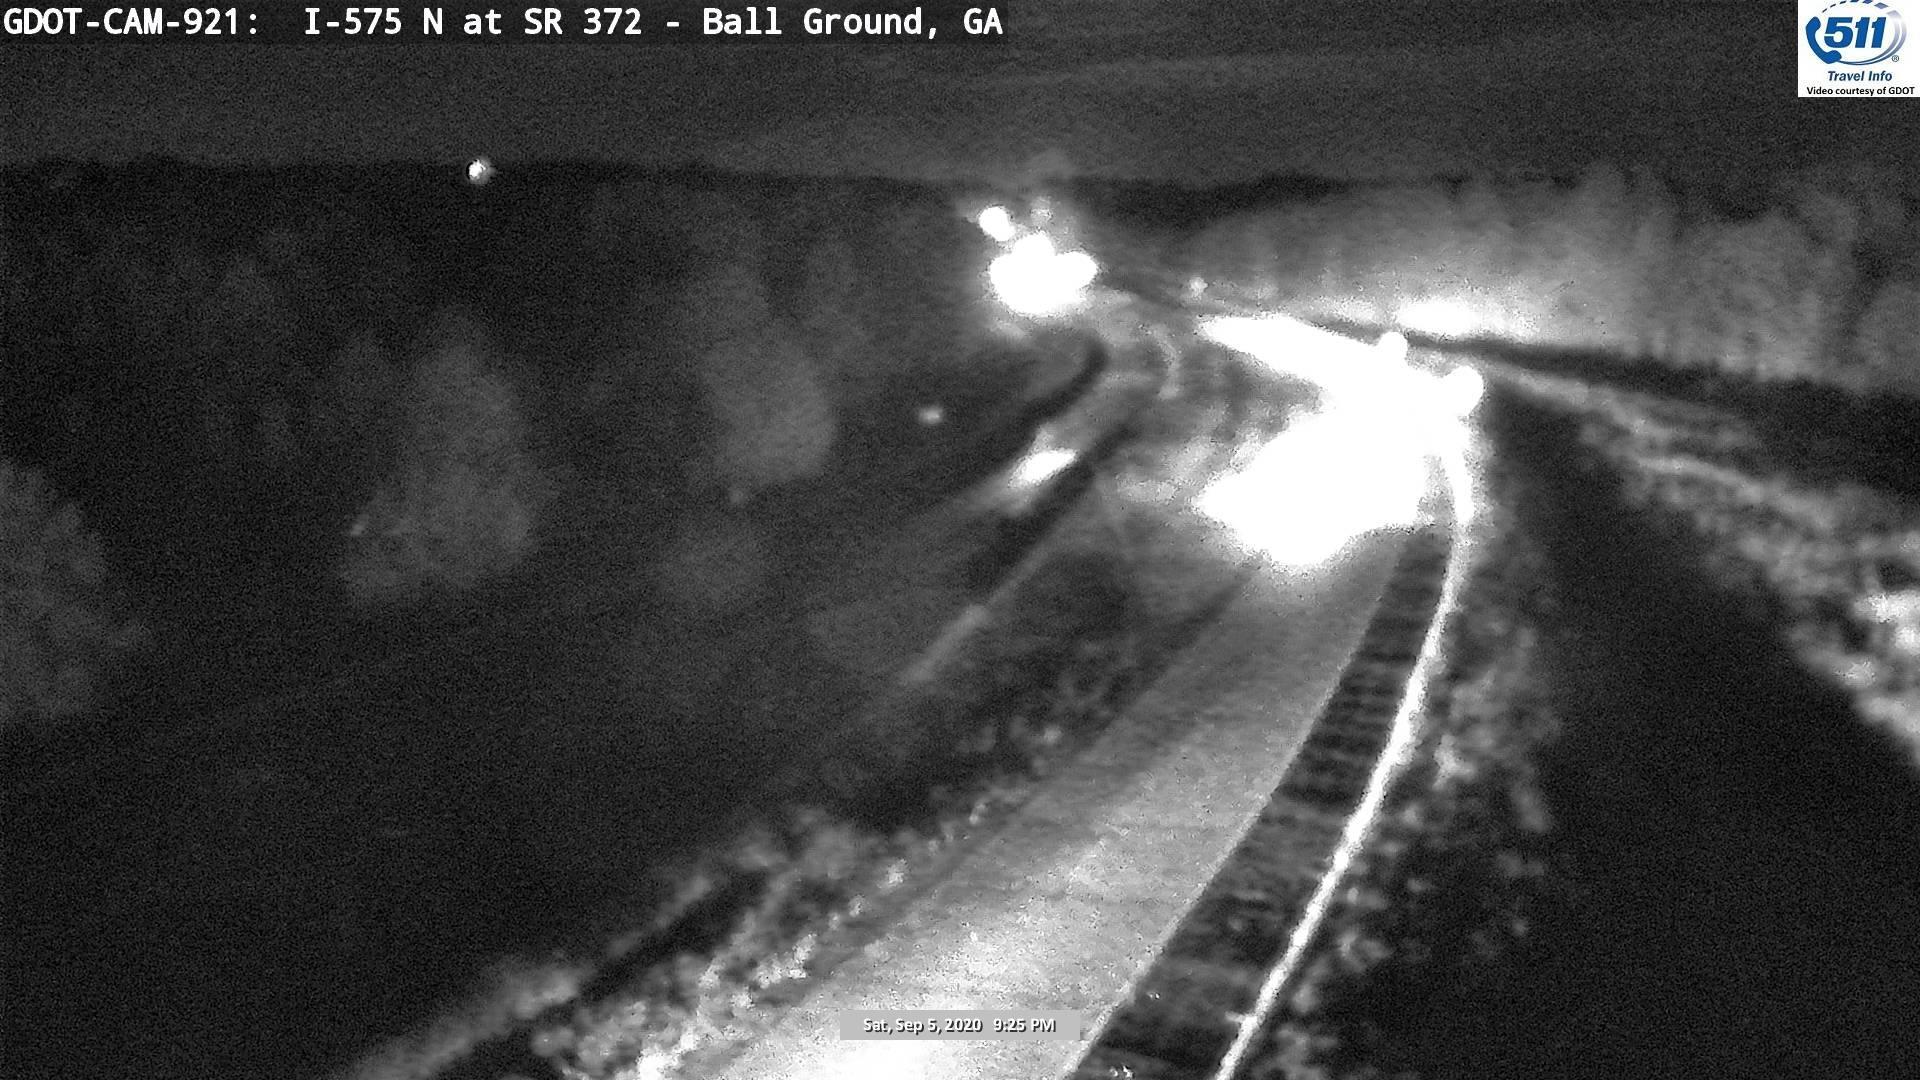 GDOT-CAM-921: I-575 N at SR 372 - Ball Ground, GA
511
®
Travel Info
Video courtesy of GDOT
Sat, Sep 5, 2020 9:25 PM